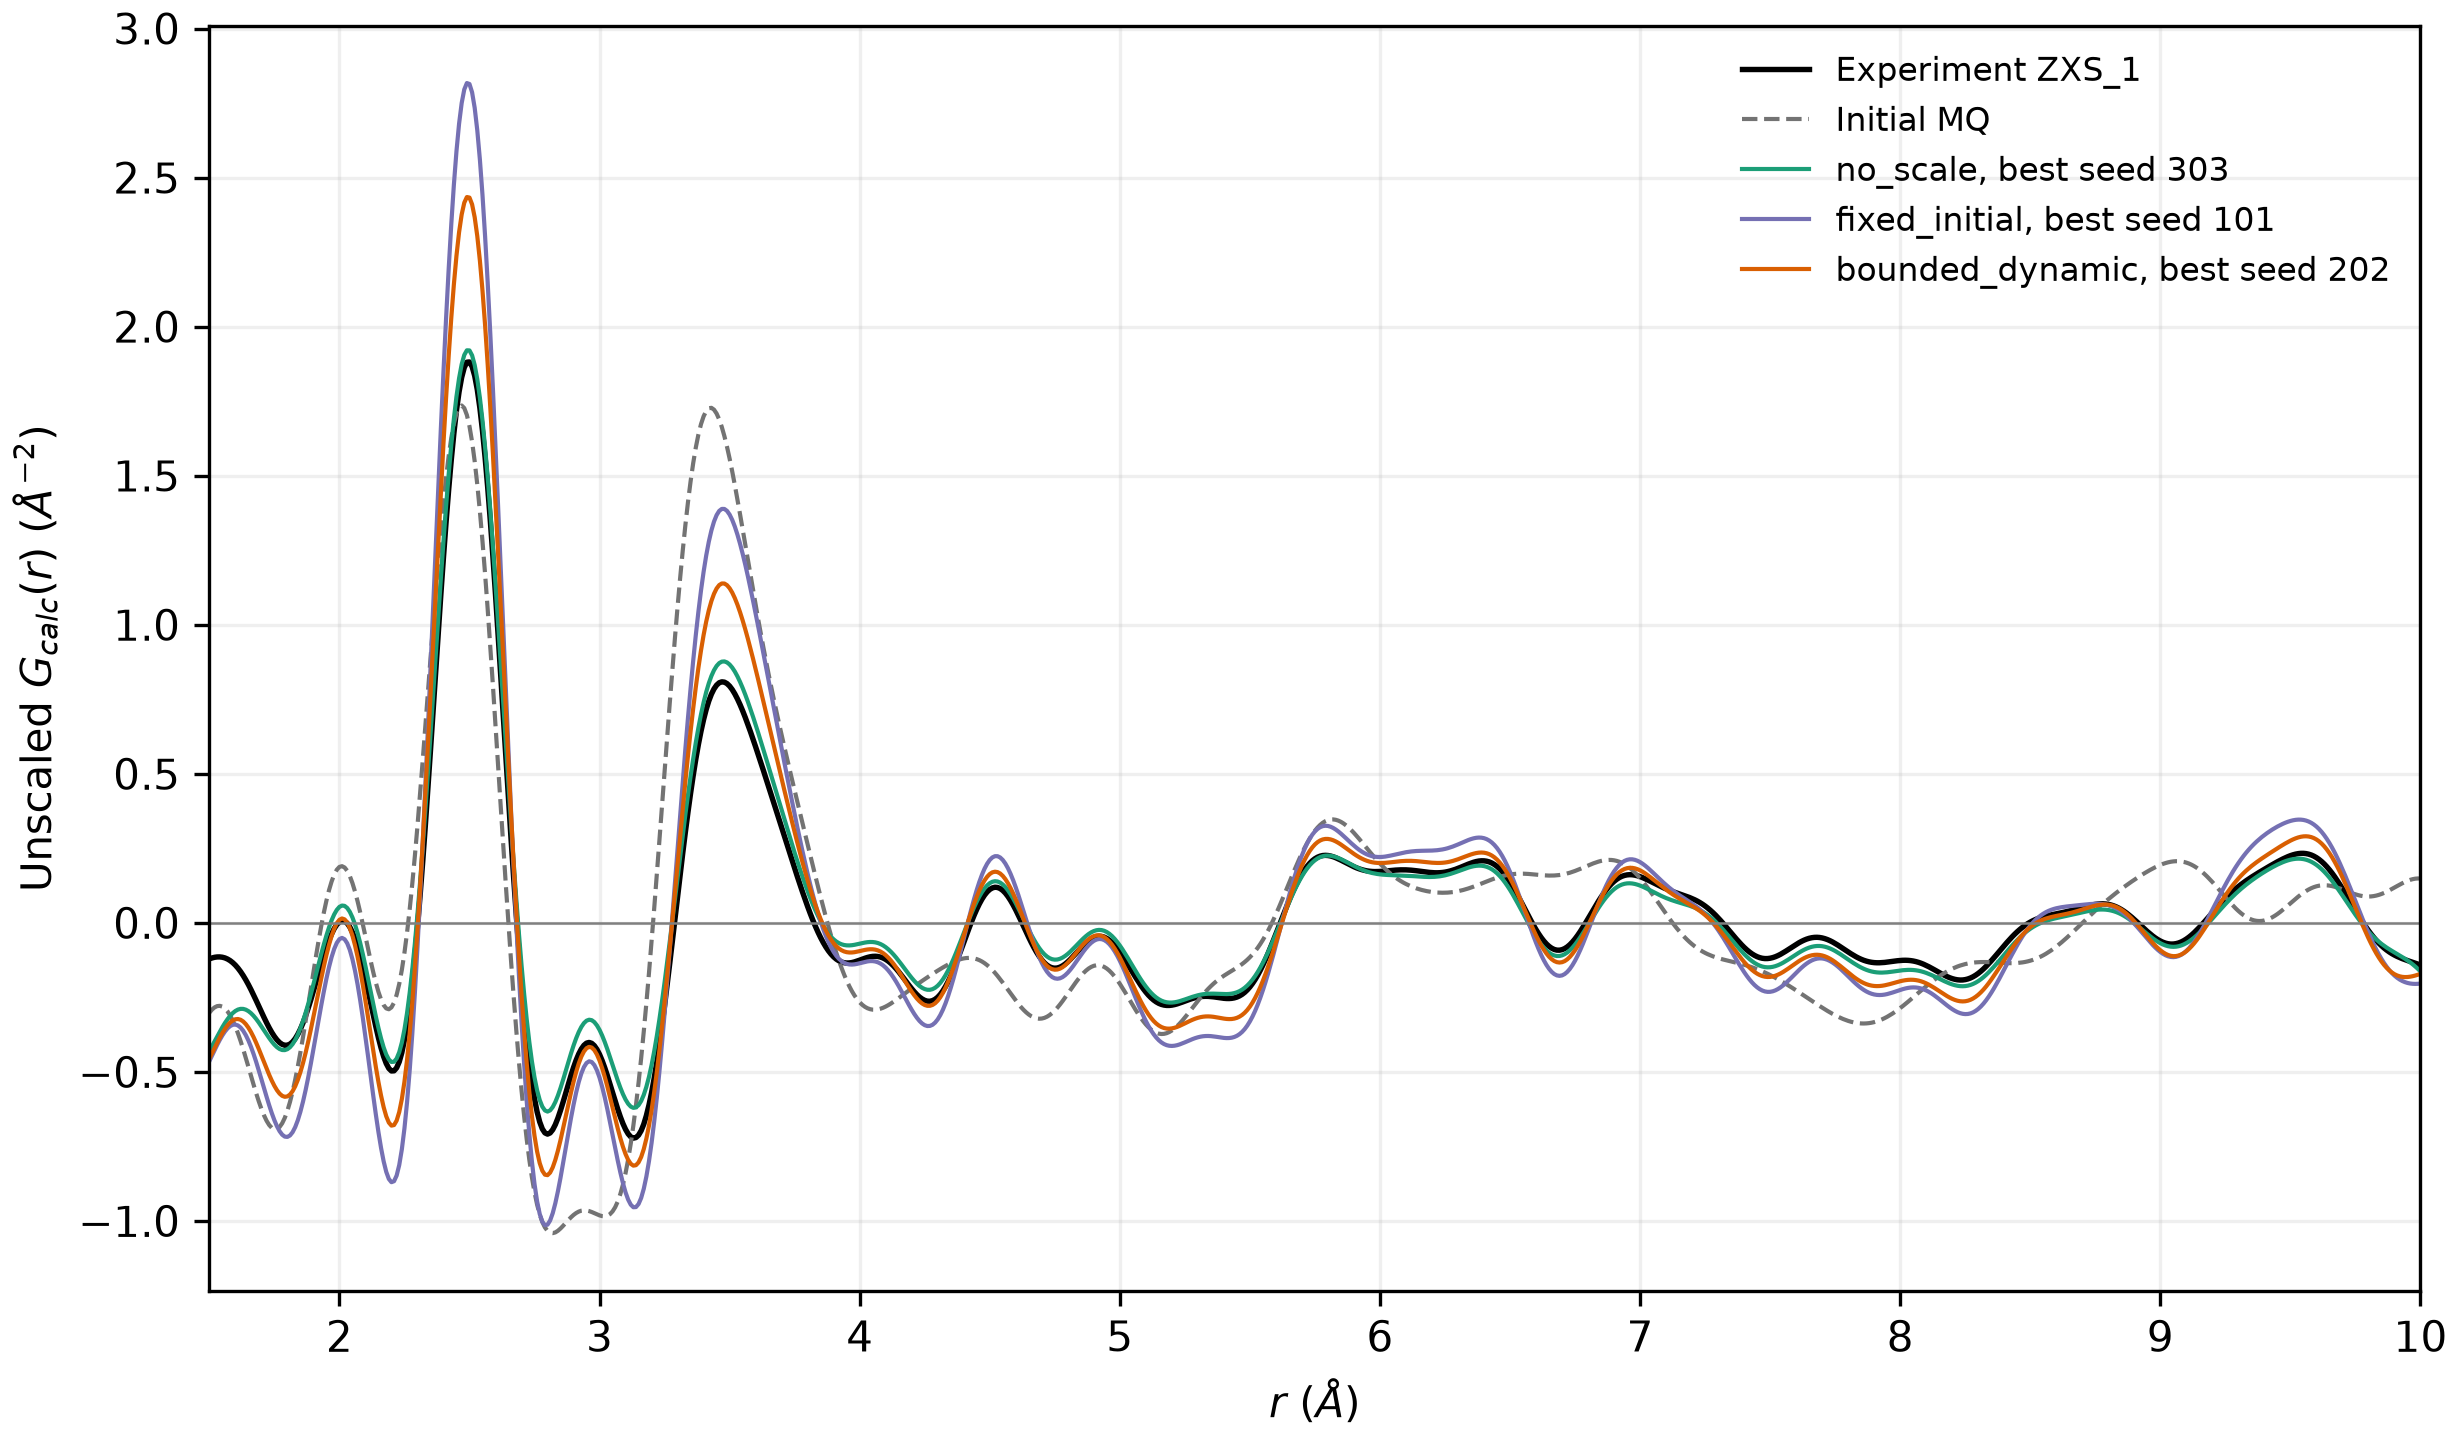 3.0
2.5
2.0
1.5
1.0
0.5
0.0
−0.5
−1.0
Unscaled G_calc(r) (Å⁻²)
Experiment ZXS_1
Initial MQ
no_scale, best seed 303
fixed_initial, best seed 101
bounded_dynamic, best seed 202
2 3 4 5 6 7 8 9 10
r (Å)